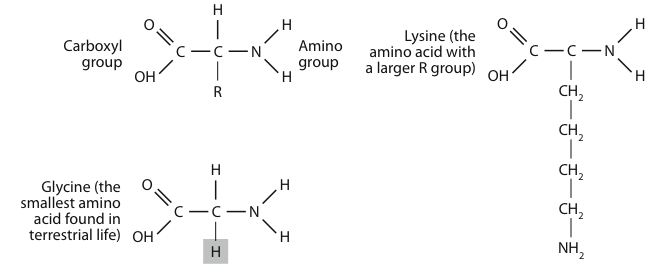 H
O H
Carboxyl group C — C — N Amino group
OH H
R
Lysine (the
amino acid with
a larger R group)
O H
C — C — N
OH H
CH₂
CH₂
CH₂
CH₂
NH₂
Glycine (the
smallest amino
acid found in
terrestrial life)
H
O H
C — C — N
OH H
H